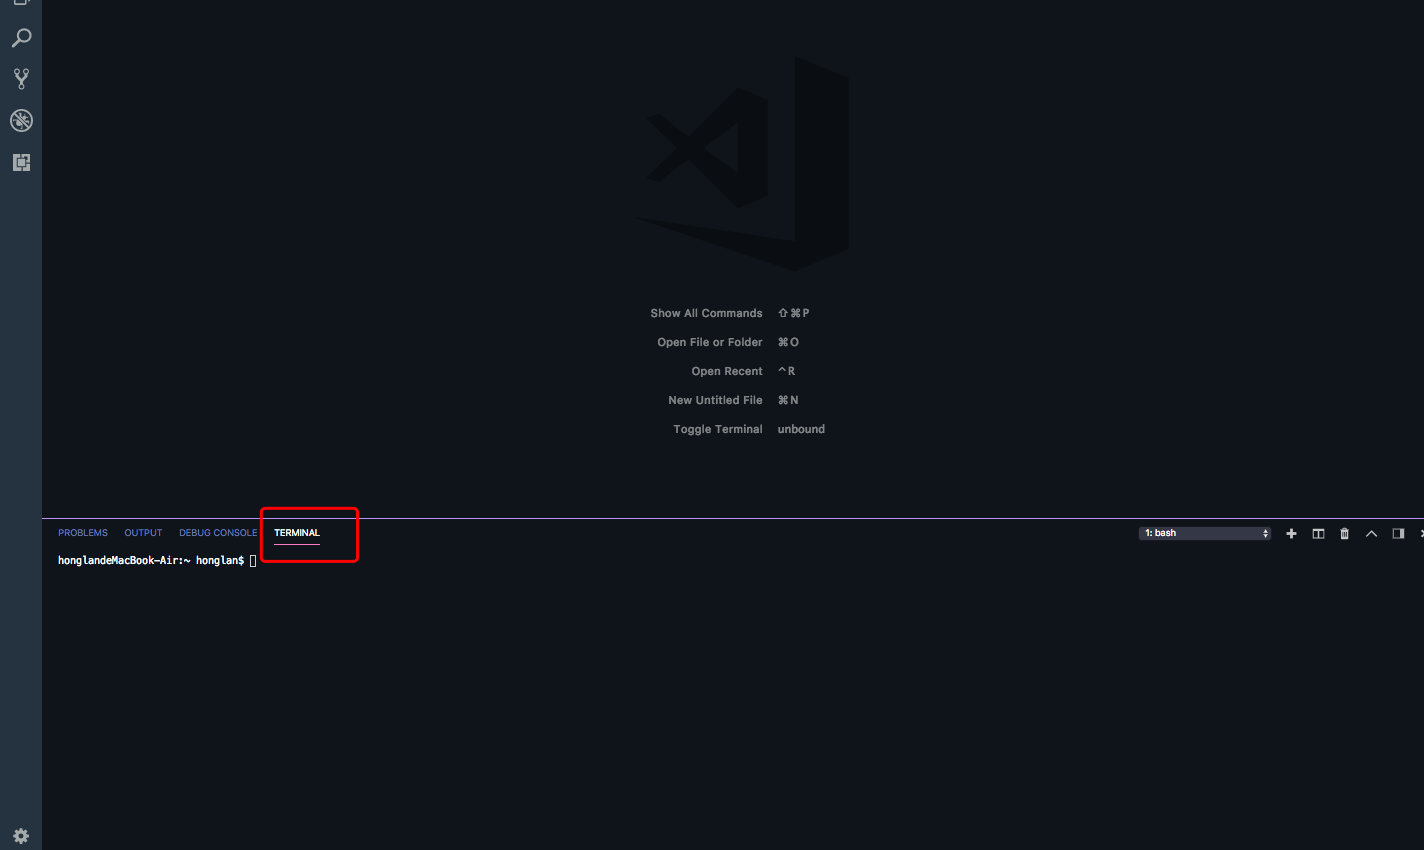 Show All Commands ⇧⌘P
Open File or Folder ⌘O
Open Recent ^R
New Untitled File ⌘N
Toggle Terminal unbound
PROBLEMS OUTPUT DEBUG CONSOLE TERMINAL 1: bash
honglandeMacBook-Air:~ honglan$